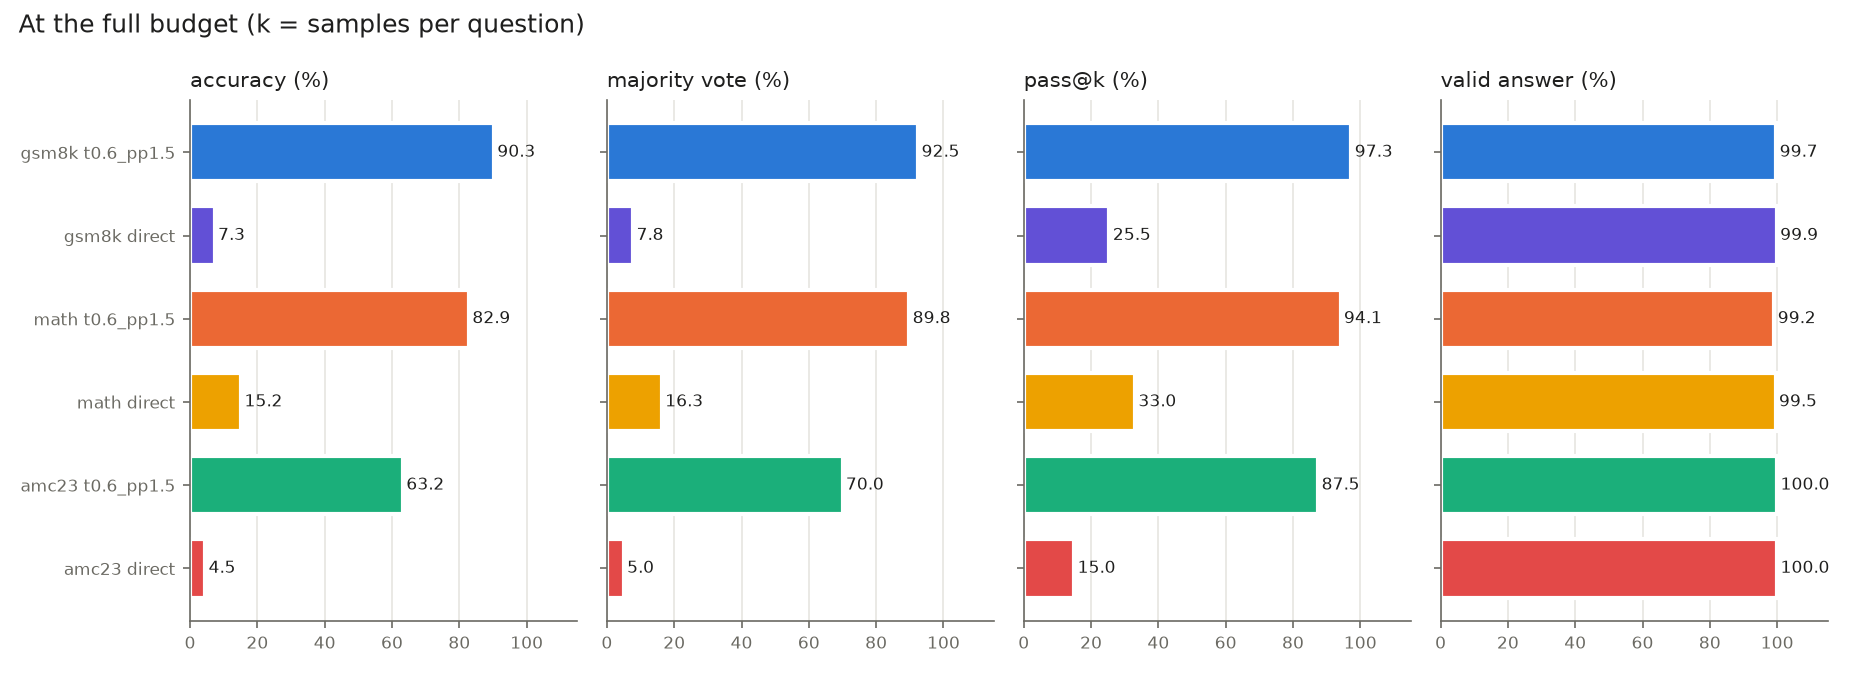 At the full budget (k = samples per question)
accuracy (%)
majority vote (%)
pass@k (%)
valid answer (%)
gsm8k t0.6_pp1.5
90.3
92.5
97.3
99.7
gsm8k direct
7.3
7.8
25.5
99.9
math t0.6_pp1.5
82.9
89.8
94.1
99.2
math direct
15.2
16.3
33.0
99.5
amc23 t0.6_pp1.5
63.2
70.0
87.5
100.0
amc23 direct
4.5
5.0
15.0
100.0
0 20 40 60 80 100
0 20 40 60 80 100
0 20 40 60 80 100
0 20 40 60 80 100